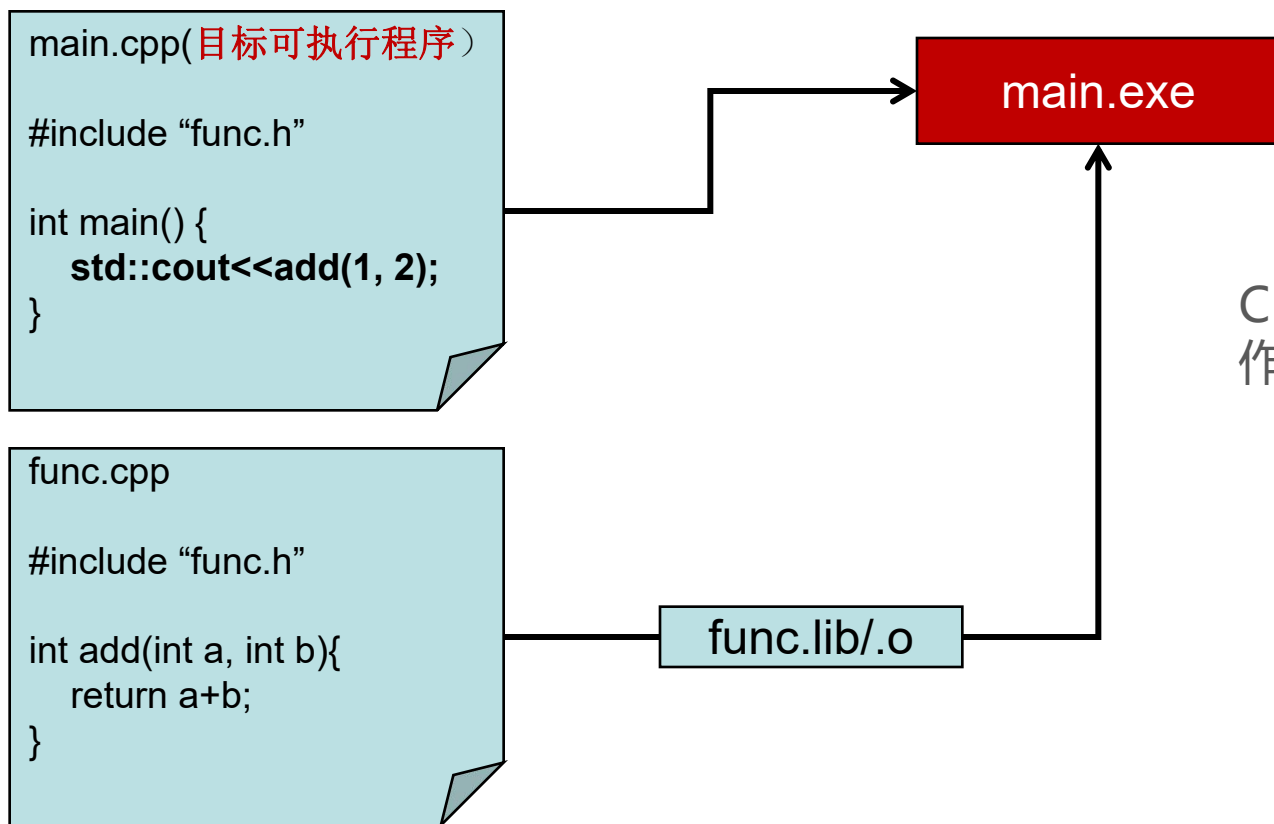 main.cpp(目标可执行程序）
#include “func.h”
int main() {
std::cout<<add(1, 2);
}
main.exe
C
作
func.cpp
#include “func.h”
int add(int a, int b){
return a+b;
}
func.lib/.o